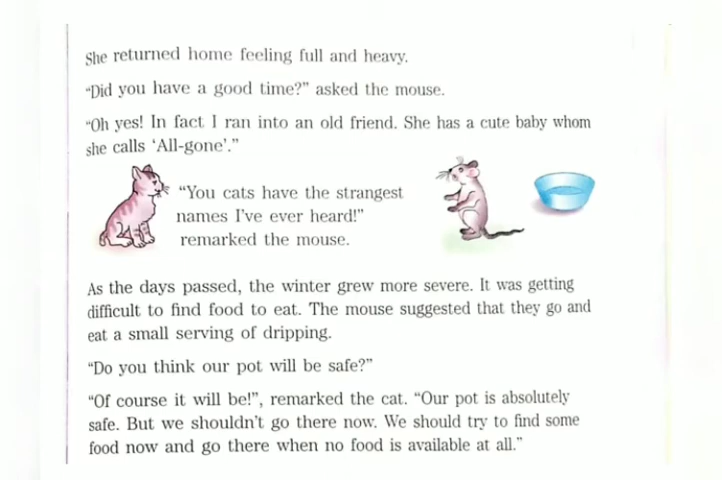 She returned home feeling full and heavy.
“Did you have a good time?” asked the mouse.
“Oh yes! In fact I ran into an old friend. She has a cute baby whom
she calls ‘All-gone’.”
“You cats have the strangest
names I’ve ever heard!”
remarked the mouse.
As the days passed, the winter grew more severe. It was getting
difficult to find food to eat. The mouse suggested that they go and
eat a small serving of dripping.
“Do you think our pot will be safe?”
“Of course it will be!”, remarked the cat. “Our pot is absolutely
safe. But we shouldn’t go there now. We should try to find some
food now and go there when no food is available at all.”